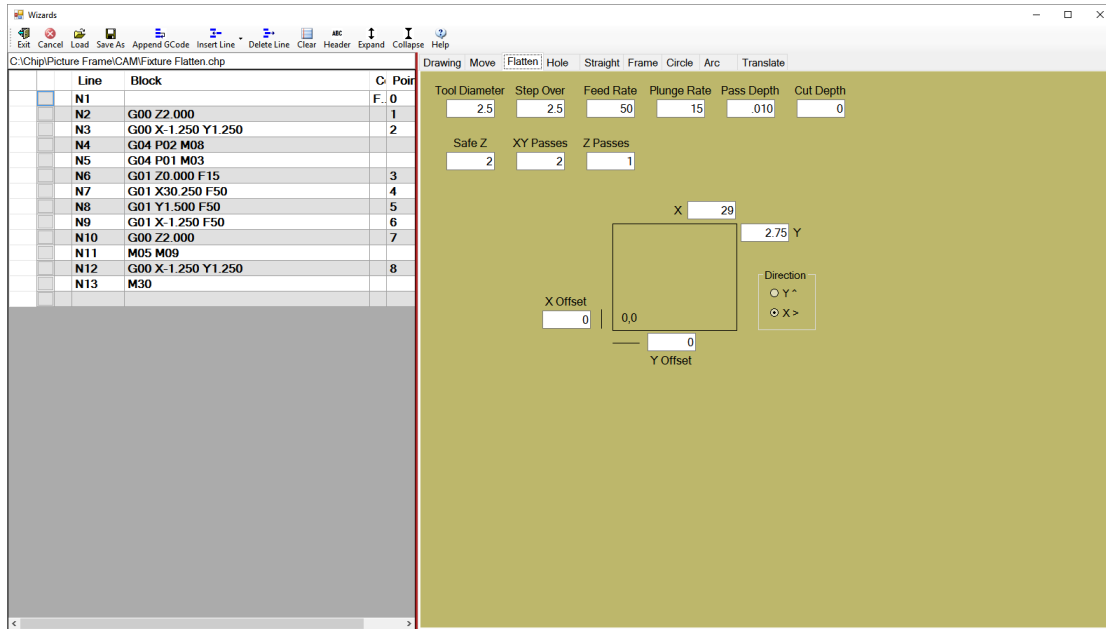 Wizards
Exit Cancel Load Save As Append GCode Insert Line Delete Line Clear ABC Header Expand Collapse Help
C:\Chip\Picture Frame\CAM\Fixture Flatten.chp
Drawing Move Flatten Hole Straight Frame Circle Arc Translate
Line Block Poin
N1 F.. 0
N2 G00 Z2.000 1
N3 G00 X-1.250 Y1.250 2
N4 G04 P02 M08
N5 G04 P01 M03
N6 G01 Z0.000 F15 3
N7 G01 X30.250 F50 4
N8 G01 Y1.500 F50 5
N9 G01 X-1.250 F50 6
N10 G00 Z2.000 7
N11 M05 M09
N12 G00 X-1.250 Y1.250 8
N13 M30
Tool Diameter Step Over Feed Rate Plunge Rate Pass Depth Cut Depth
2.5 2.5 50 15 .010 0
Safe Z XY Passes Z Passes
2 2 1
X 29
2.75 Y
Direction
Y ^
X >
X Offset
0
0,0
0
Y Offset